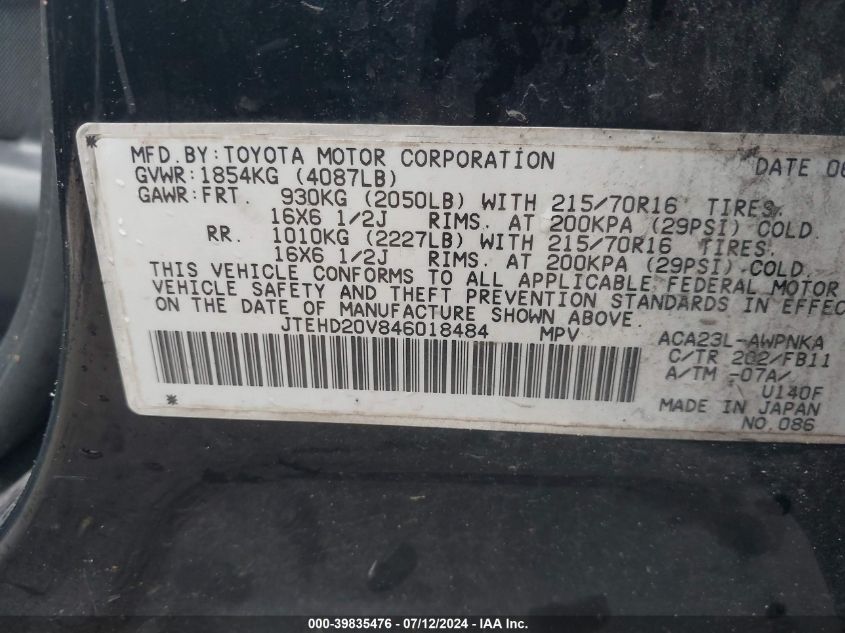 MFD. BY: TOYOTA MOTOR CORPORATION DATE 06
GVWR: 1854KG (4087LB)
GAWR: FRT. 930KG (2050LB) WITH 215/70R16 TIRES.
16X6 1/2J RIMS. AT 200KPA (29PSI) COLD.
RR. 1010KG (2227LB) WITH 215/70R16 TIRES.
16X6 1/2J RIMS. AT 200KPA (29PSI) COLD.
THIS VEHICLE CONFORMS TO ALL APPLICABLE FEDERAL MOTOR
VEHICLE SAFETY AND THEFT PREVENTION STANDARDS IN EFFEC
ON THE DATE OF MANUFACTURE SHOWN ABOVE.
JTEHD20V846018484 MPV ACA23L-AWPNKA
C/TR 202/FB11
A/TM -07A/
U140F
MADE IN JAPAN
NO.086
000-39835476 - 07/12/2024 - IAA, Inc.